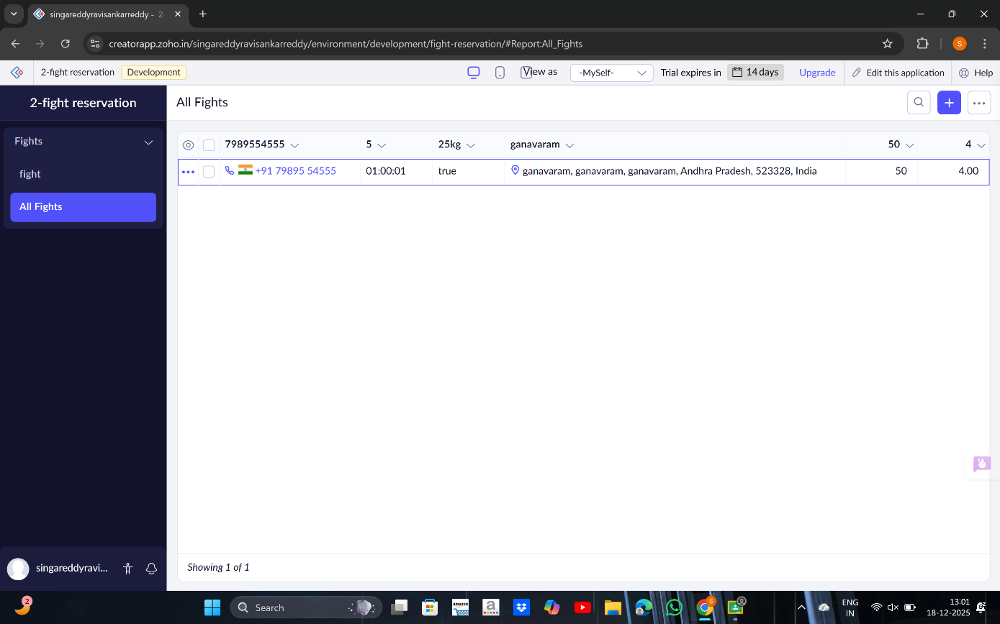 singareddyravisankarreddy - 2
creatorapp.zoho.in/singareddyravisankarreddy/environment/development/fight-reservation/#Report:All_Fights
S
2-fight reservation
Development
View as
-MySelf-
Trial expires in
14 days
Upgrade
Edit this application
Help
2-fight reservation
Fights
fight
All Fights
All Fights
7989554555 5 25kg ganavaram 50 4
+91 79895 54555 01:00:01 true ganavaram, ganavaram, ganavaram, Andhra Pradesh, 523328, India 50 4.00
Showing 1 of 1
singareddyravi...
2
Search
amazon
a
S
ENG
IN
13:01
18-12-2025